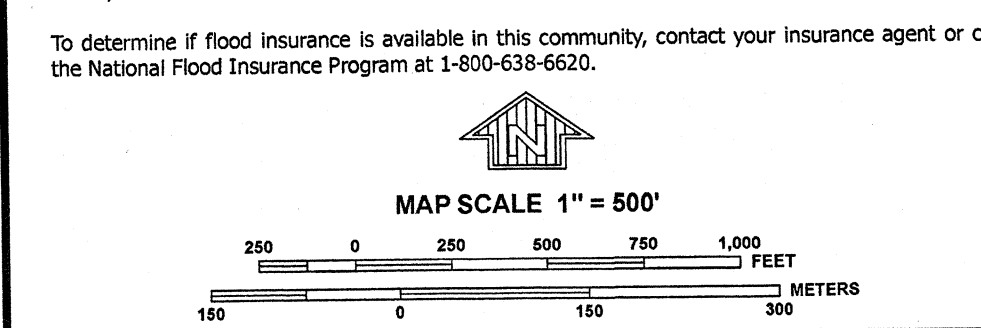 To determine if flood insurance is available in this community, contact your insurance agent or
the National Flood Insurance Program at 1-800-638-6620.
N
MAP SCALE 1" = 500'
250 0 250 500 750 1,000
FEET
METERS
150 0 150 300